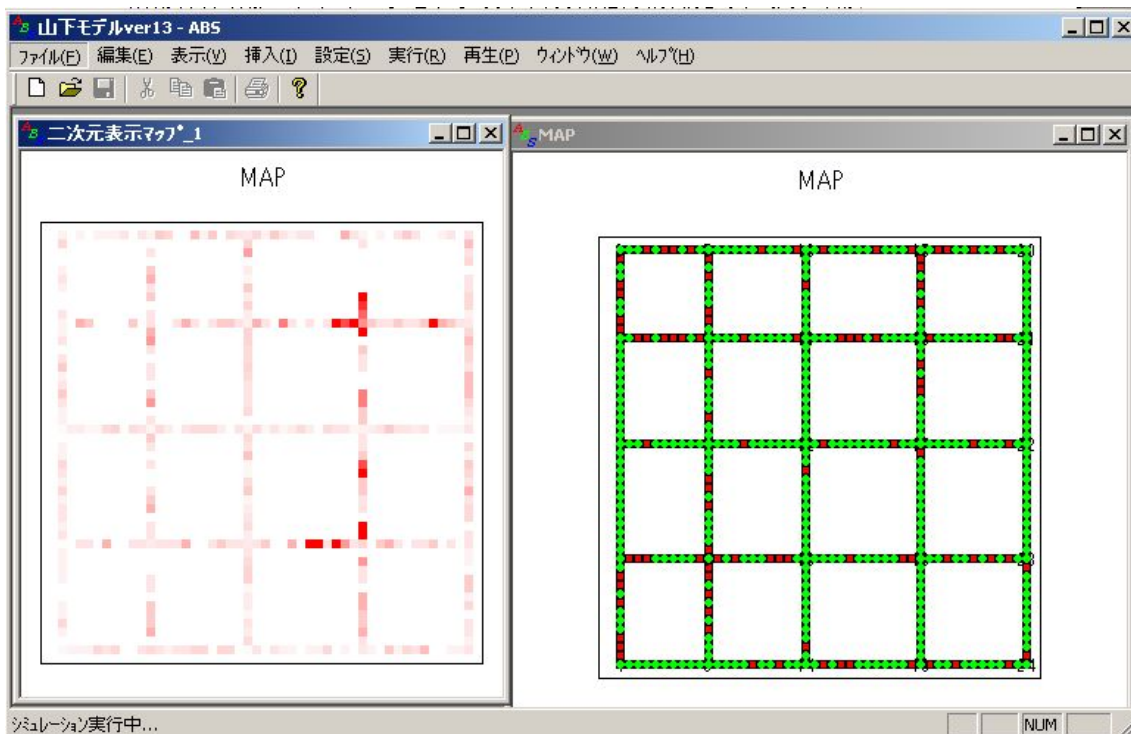 山下モデルver13 - ABS
ファイル(F) 編集(E) 表示(V) 挿入(I) 設定(S) 実行(R) 再生(P) ウィンドウ(W) ヘルプ(H)
二次元表示マップ_1
MAP
MAP
MAP
シミュレーション実行中...
NUM